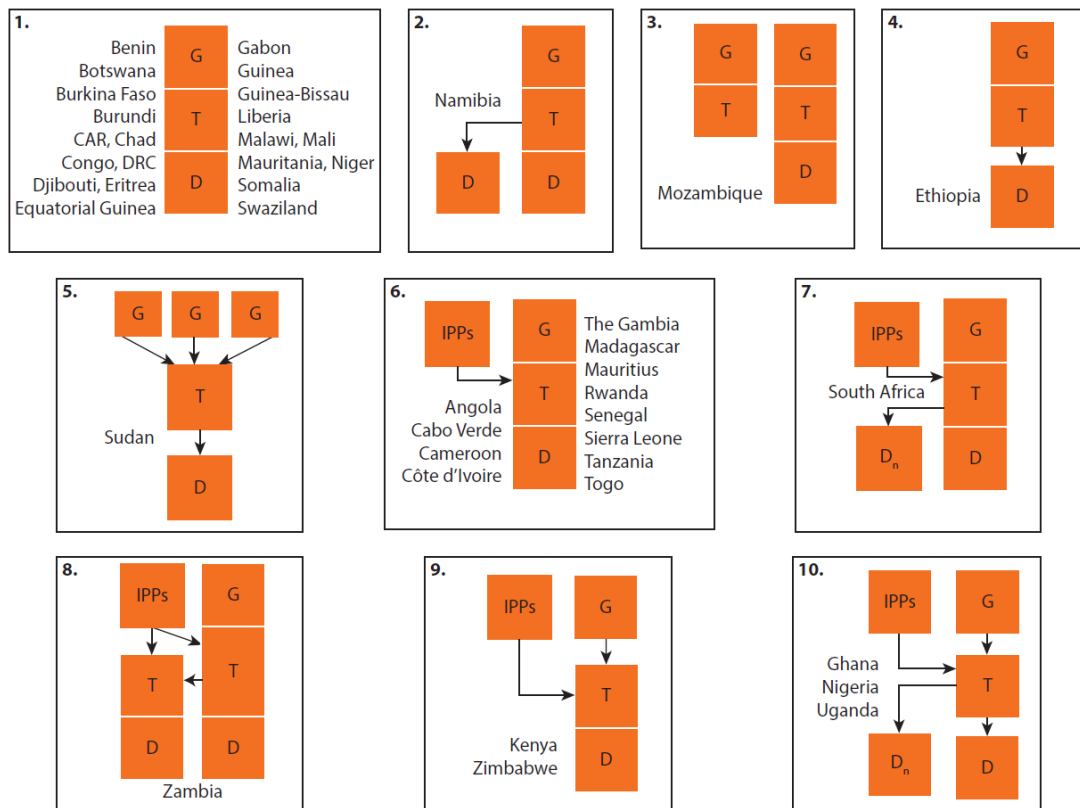 1.
Benin
Botswana
Burkina Faso
Burundi
CAR, Chad
Congo, DRC
Djibouti, Eritrea
Equatorial Guinea
G
T
D
Gabon
Guinea
Guinea-Bissau
Liberia
Malawi, Mali
Mauritania, Niger
Somalia
Swaziland
2.
G
Namibia
T
D
D
3.
G
G
T
T
Mozambique
D
4.
G
T
Ethiopia
D
5.
G
G
G
T
Sudan
D
6.
IPPs
G
T
D
Angola
Cabo Verde
Cameroon
Côte d'Ivoire
The Gambia
Madagascar
Mauritius
Rwanda
Senegal
Sierra Leone
Tanzania
Togo
7.
IPPs
G
South Africa
T
Dn
D
8.
IPPs
G
T
T
D
D
Zambia
9.
IPPs
G
T
Kenya
Zimbabwe
D
10.
IPPs
G
Ghana
Nigeria
Uganda
T
Dn
D